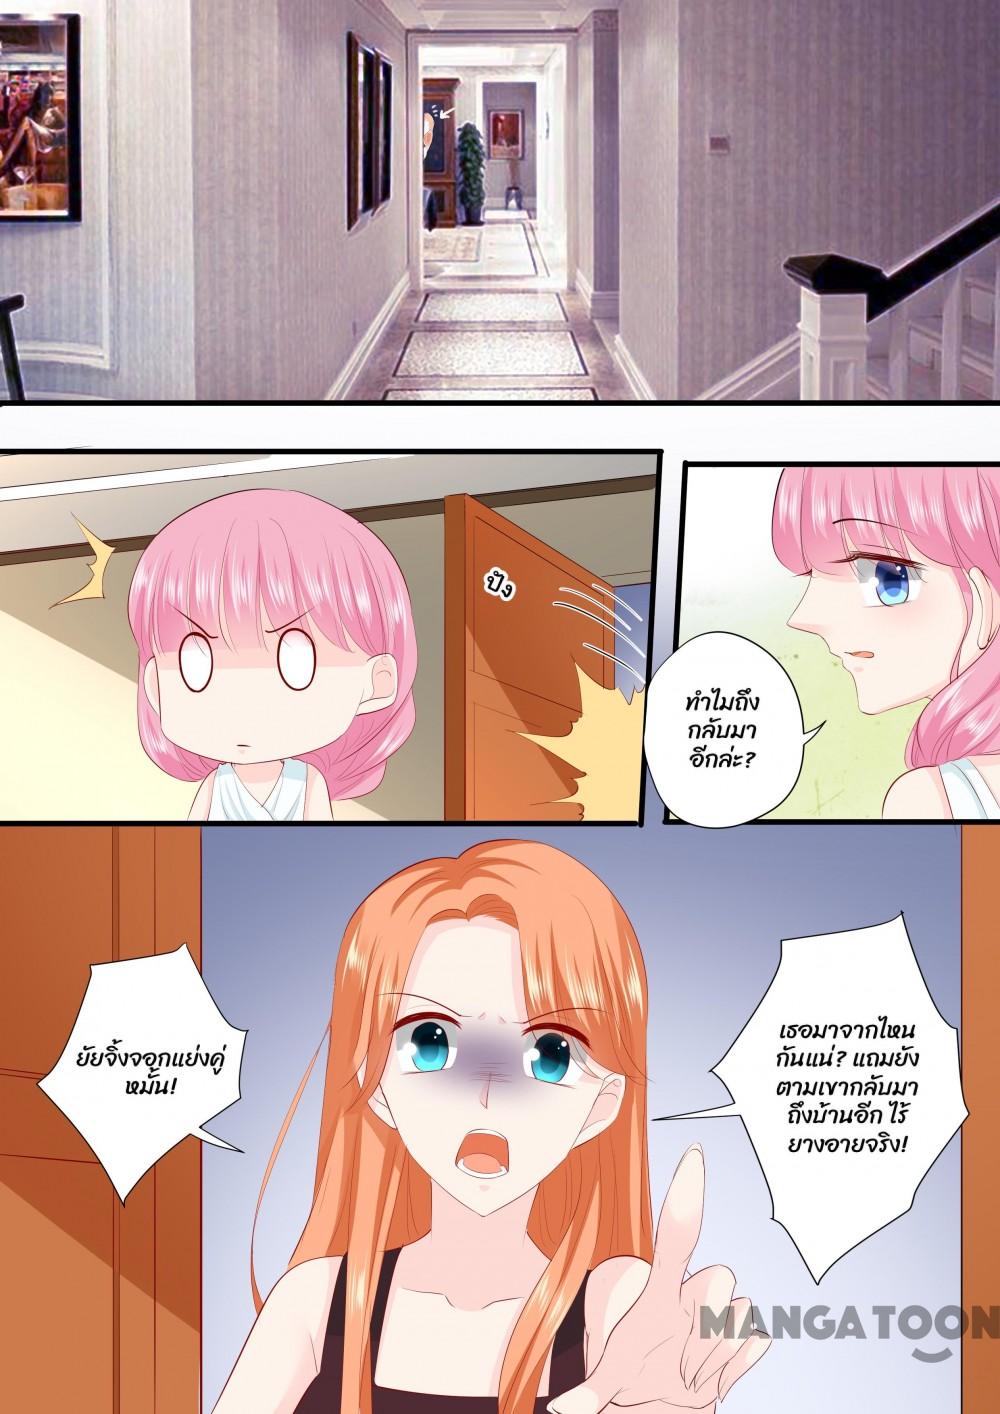 ปัง
ทำไมถึง
กลับมา
อีกล่ะ?
ยัยจิ้งจอกแย่งคู่
หมั้น!
เธอมาจากไหน
กันแน่? แถมยัง
ตามเขากลับมา
ถึงบ้านอีก ไร้
ยางอายจริง!
MANGATOON